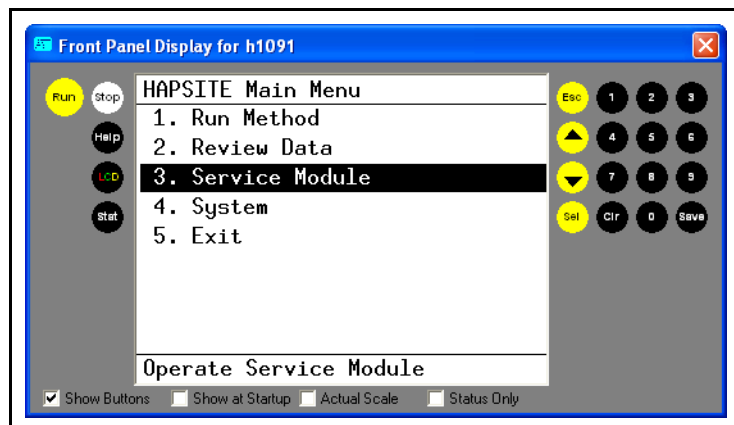 Front Panel Display for h1091
Run Stop
Help
LCD
Stat
HAPSITE Main Menu
1. Run Method
2. Review Data
3. Service Module
4. System
5. Exit
Operate Service Module
Esc 1 2 3
4 5 6
7 8 9
Sel Clr 0 Save
Show Buttons Show at Startup Actual Scale Status Only